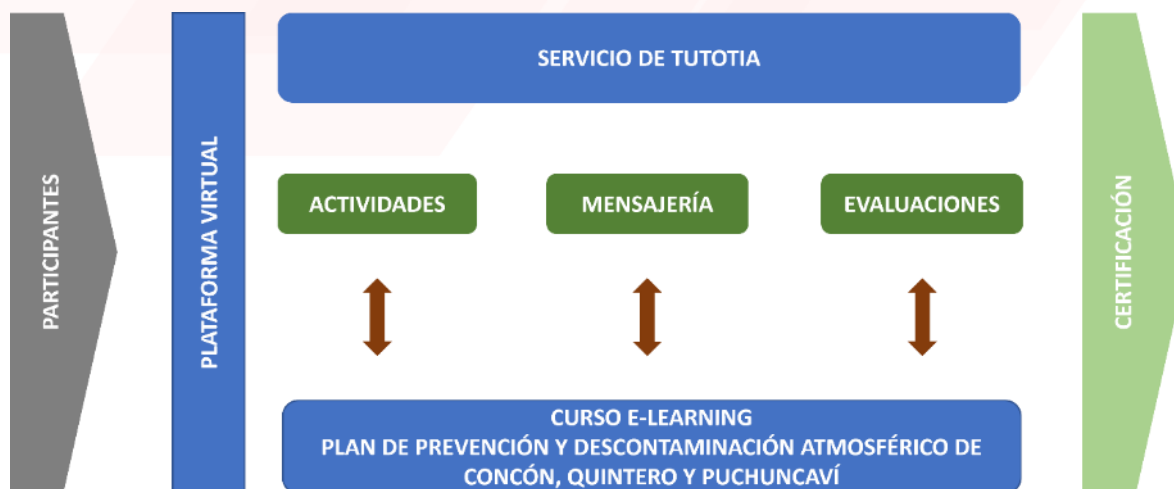 PARTICIPANTES
PLATAFORMA VIRTUAL
SERVICIO DE TUTOTIA
ACTIVIDADES
MENSAJERÍA
EVALUACIONES
CURSO E-LEARNING
PLAN DE PREVENCIÓN Y DESCONTAMINACIÓN ATMOSFÉRICO DE
CONCÓN, QUINTERO Y PUCHUNCAVÍ
CERTIFICACIÓN